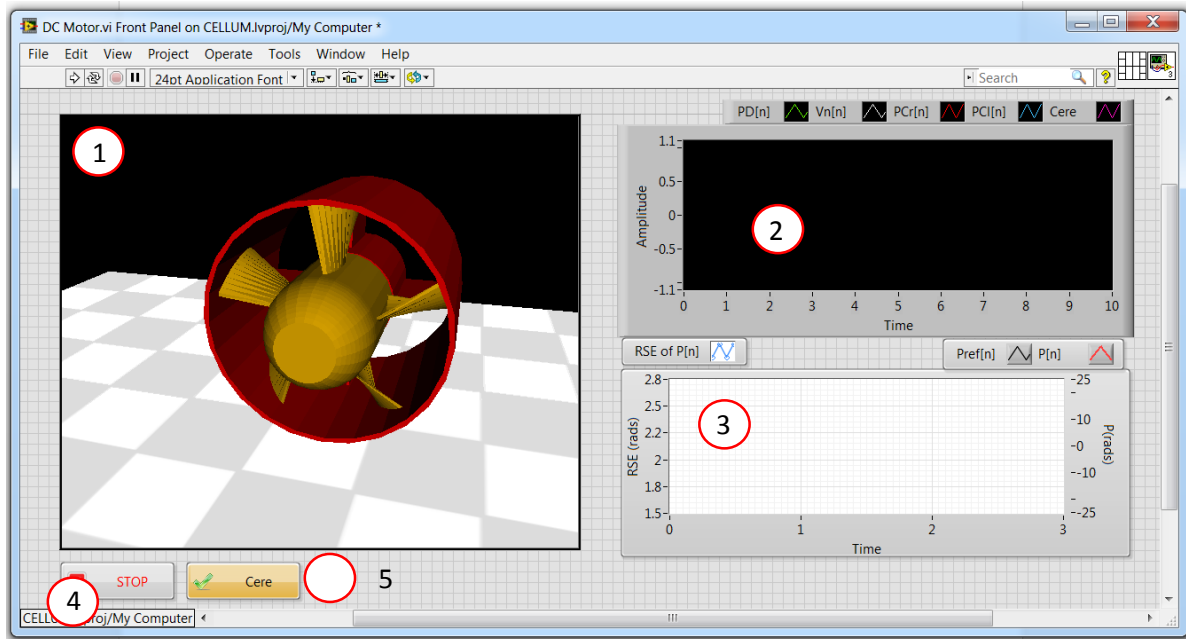 DC Motor.vi Front Panel on CELLUM.lvproj/My Computer *
File Edit View Project Operate Tools Window Help
24pt Application Font
Search
3
1
PD[n] Vn[n] PCr[n] PCl[n] Cere
1.1
0.5
0
-0.5
-1.1
Amplitude
2
0 1 2 3 4 5 6 7 8 9 10
Time
RSE of P[n]
Pref[n] P[n]
2.8
2.5
2.2
2
1.8
1.5
RSE (rads)
3
25
10
0
-10
-25
P(rads)
0 1 2 3
Time
STOP
Cere
5
4
/My Computer